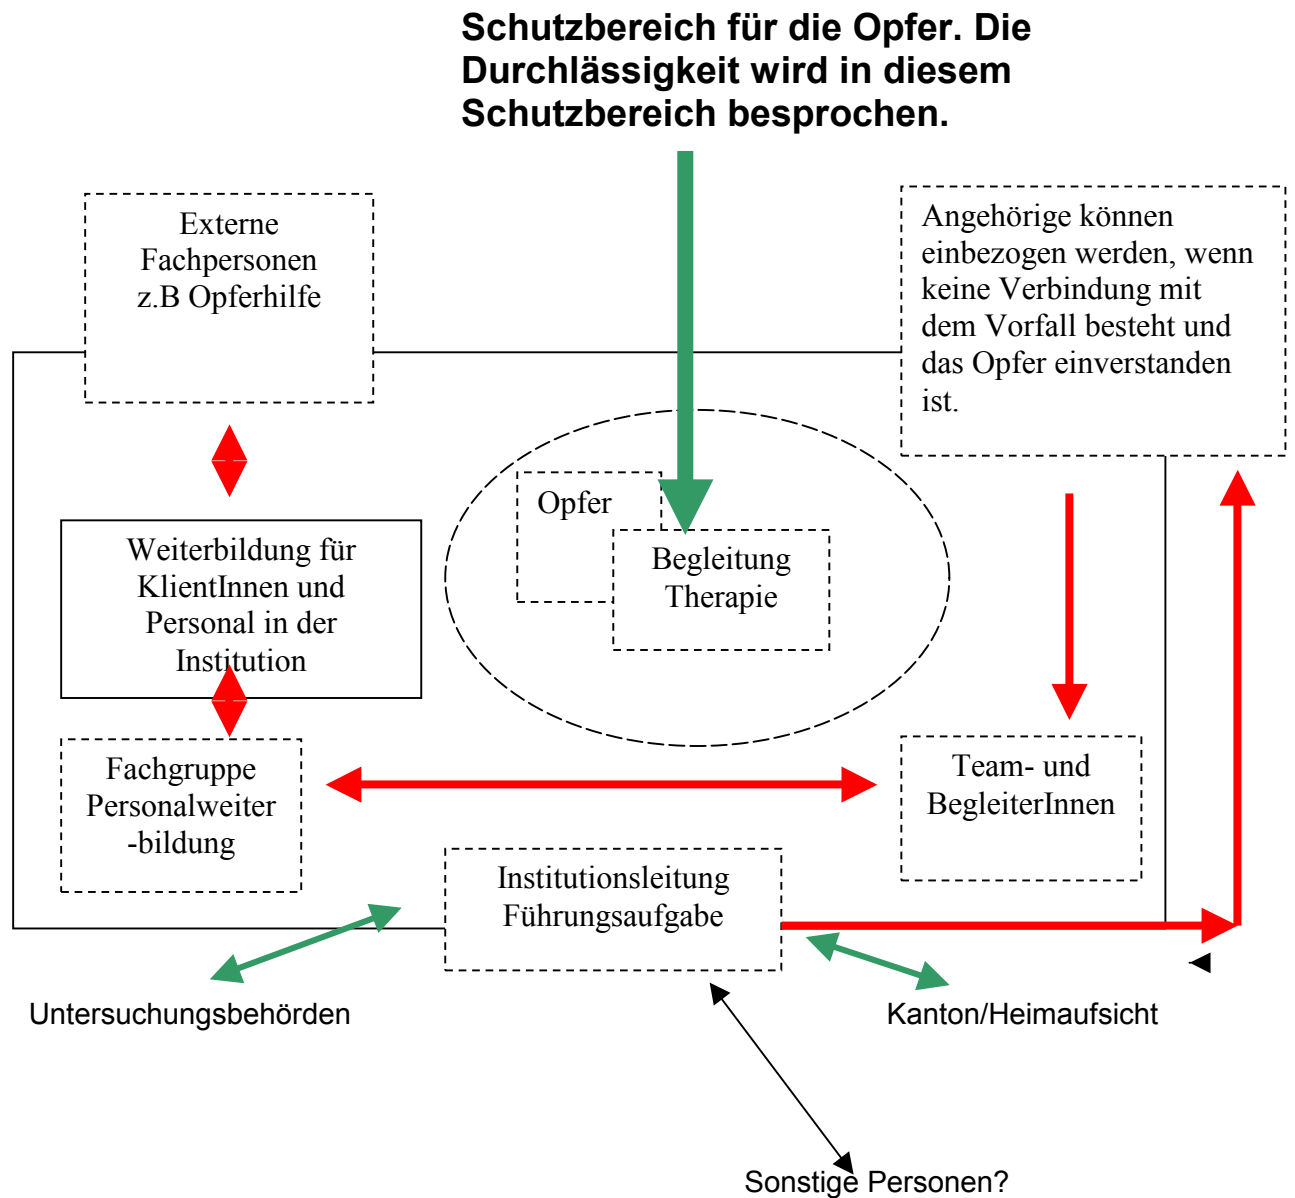 Schutzbereich für die Opfer. Die
Durchlässigkeit wird in diesem
Schutzbereich besprochen.
Externe
Fachpersonen
z.B Opferhilfe
Angehörige können
einbezogen werden, wenn
keine Verbindung mit
dem Vorfall besteht und
das Opfer einverstanden
ist.
Opfer
Begleitung
Therapie
Weiterbildung für
KlientInnen und
Personal in der
Institution
Fachgruppe
Personalweiter
-bildung
Team- und
BegleiterInnen
Institutionsleitung
Führungsaufgabe
Untersuchungsbehörden
Kanton/Heimaufsicht
Sonstige Personen?